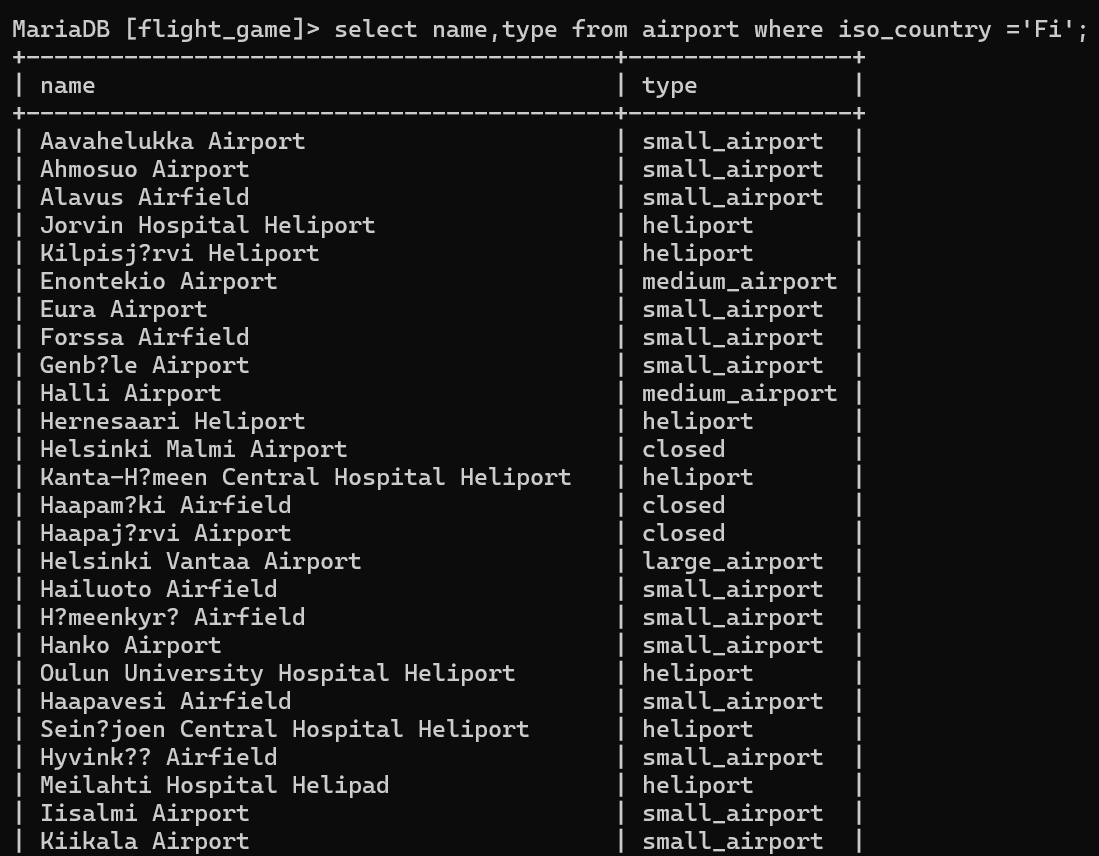 MariaDB [flight_game]> select name,type from airport where iso_country ='Fi';
+------------------------------------------+----------------+
| name                                     | type           |
+------------------------------------------+----------------+
| Aavahelukka Airport                      | small_airport  |
| Ahmosuo Airport                          | small_airport  |
| Alavus Airfield                          | small_airport  |
| Jorvin Hospital Heliport                 | heliport       |
| Kilpisj?rvi Heliport                     | heliport       |
| Enontekio Airport                        | medium_airport |
| Eura Airport                             | small_airport  |
| Forssa Airfield                          | small_airport  |
| Genb?le Airport                          | small_airport  |
| Halli Airport                            | medium_airport |
| Hernesaari Heliport                      | heliport       |
| Helsinki Malmi Airport                   | closed         |
| Kanta-H?meen Central Hospital Heliport   | heliport       |
| Haapam?ki Airfield                       | closed         |
| Haapaj?rvi Airport                       | closed         |
| Helsinki Vantaa Airport                  | large_airport  |
| Hailuoto Airfield                        | small_airport  |
| H?meenkyr? Airfield                      | small_airport  |
| Hanko Airport                            | small_airport  |
| Oulun University Hospital Heliport       | heliport       |
| Haapavesi Airfield                       | small_airport  |
| Sein?joen Central Hospital Heliport      | heliport       |
| Hyvink?? Airfield                        | small_airport  |
| Meilahti Hospital Helipad                | heliport       |
| Iisalmi Airport                          | small_airport  |
| Kiikala Airport                          | small_airport  |